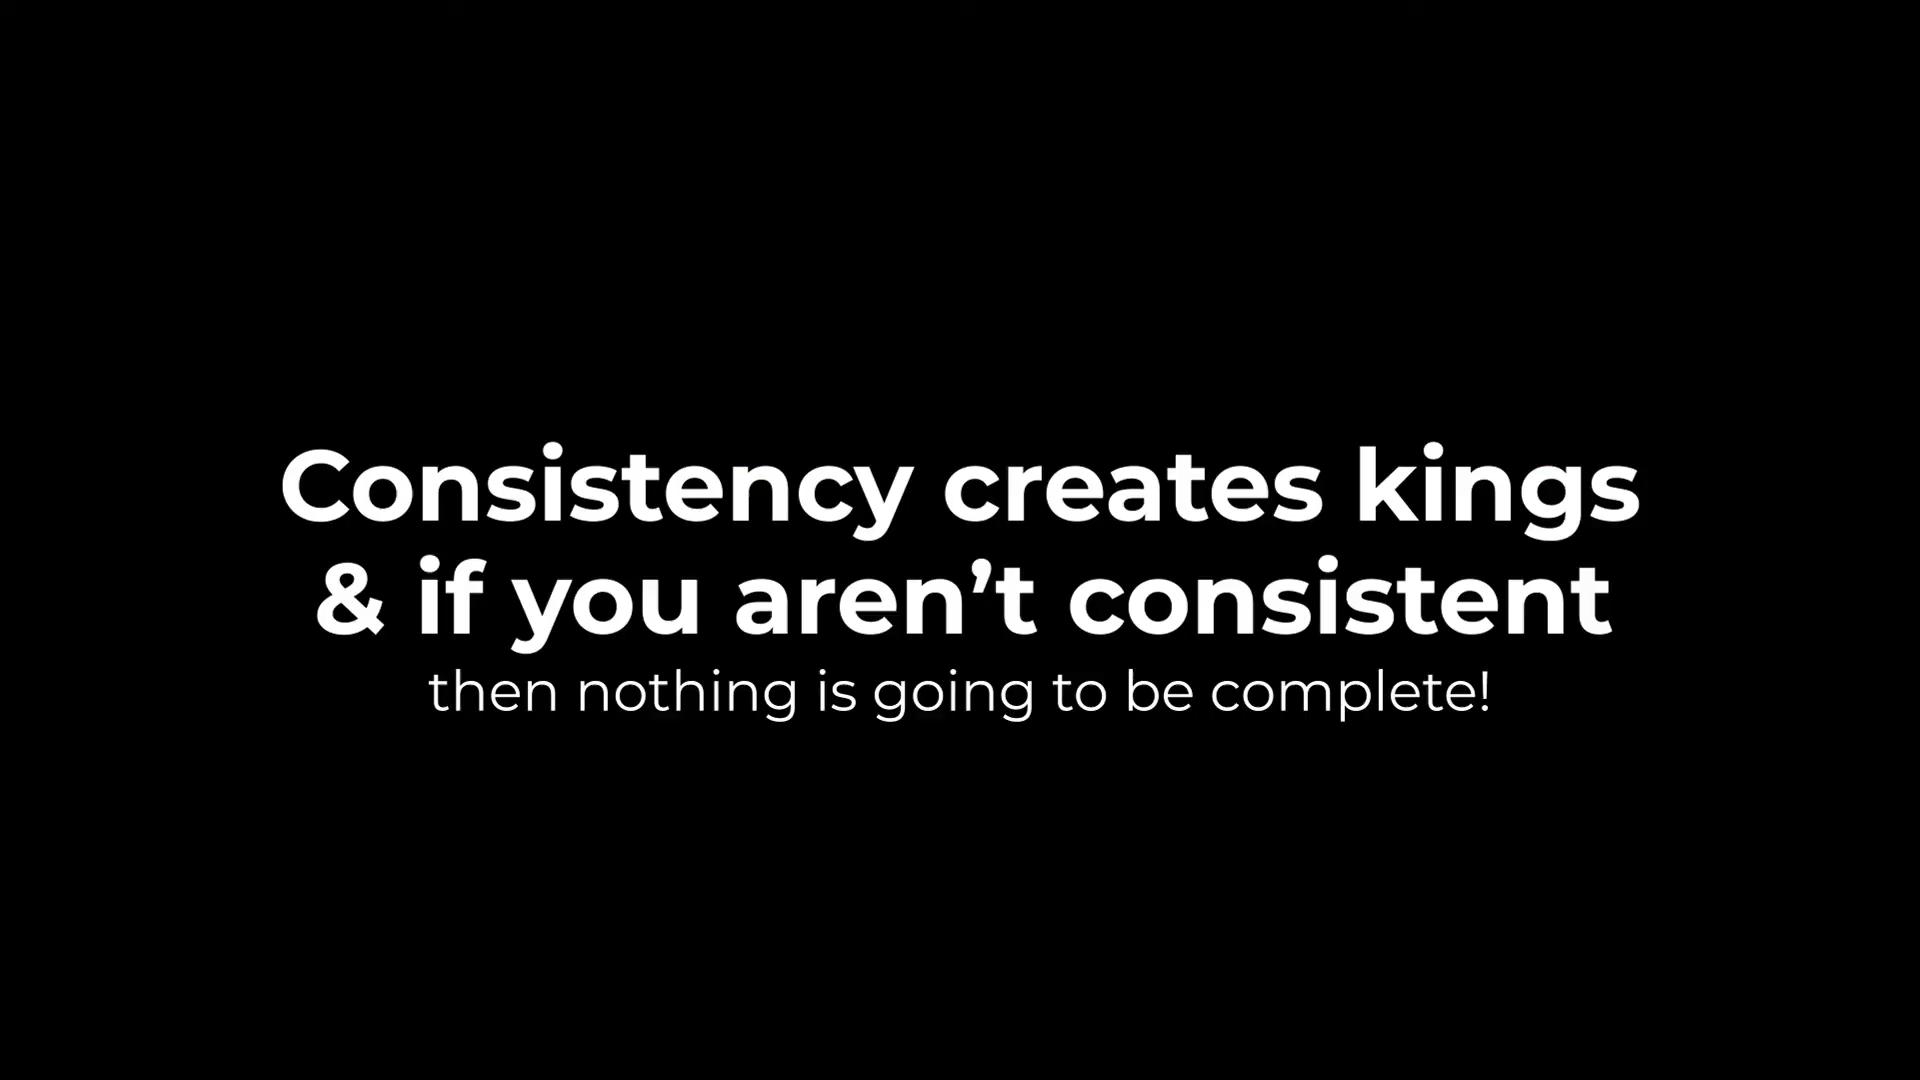 Consistency creates kings
& if you aren’t consistent
then nothing is going to be complete!